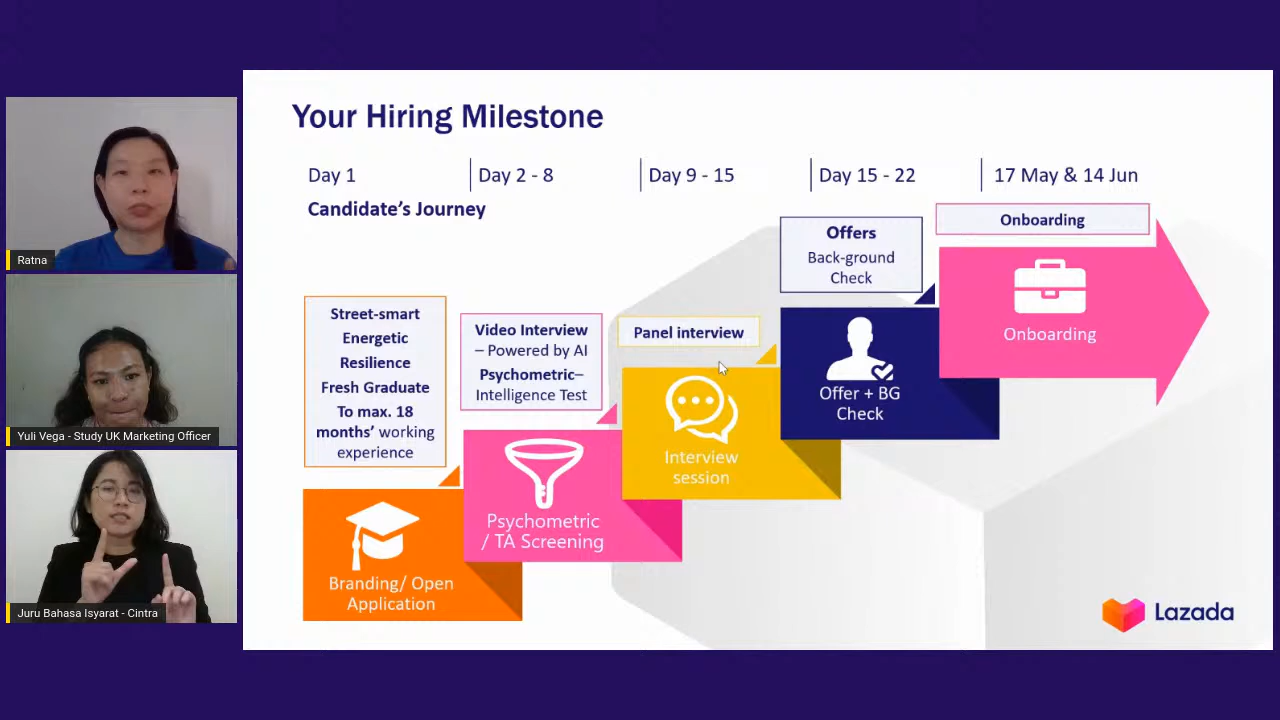 Your Hiring Milestone
Day 1
Day 2 - 8
Day 9 - 15
Day 15 - 22
17 May & 14 Jun
Candidate's Journey
Street-smart
Energetic
Resilience
Fresh Graduate
To max. 18
months' working
experience
Branding/ Open
Application
Video Interview
– Powered by AI
Psychometric–
Intelligence Test
Psychometric
/ TA Screening
Panel interview
Interview
session
Offers
Back-ground
Check
Offer + BG
Check
Onboarding
Onboarding
Lazada
Ratna
Yuli Vega - Study UK Marketing Officer
Juru Bahasa Isyarat - Cintra